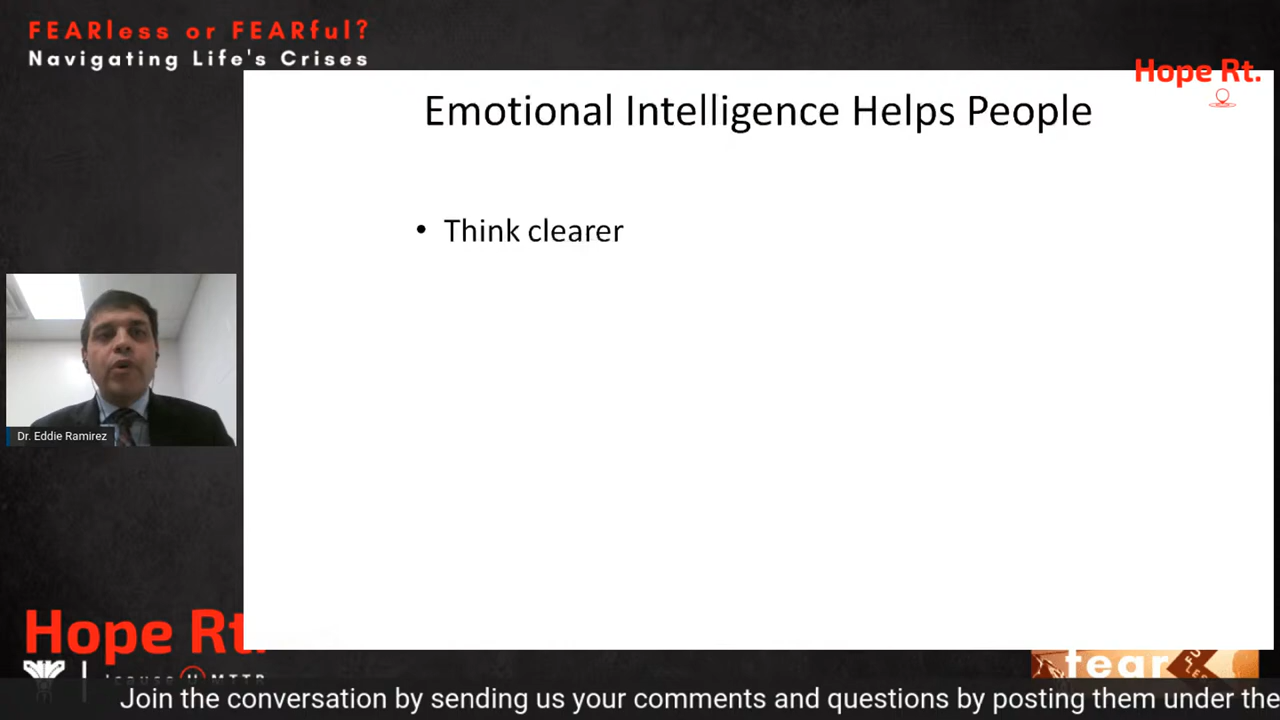 FEARless or FEARful?
Navigating Life's Crises
Hope Rt.
Emotional Intelligence Helps People
• Think clearer
Dr. Eddie Ramirez
Hope Rt.
fear
Join the conversation by sending us your comments and questions by posting them under the